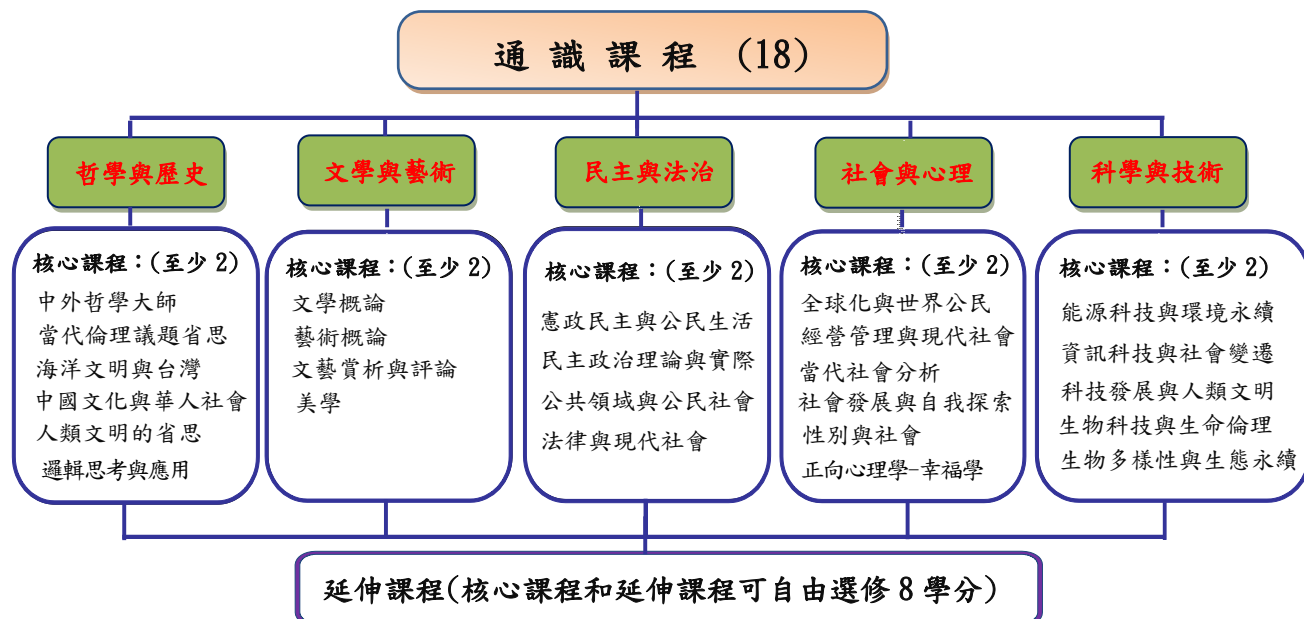 通 識 課 程 (18)
哲學與歷史
文學與藝術
民主與法治
社會與心理
科學與技術
核心課程：(至少 2)
中外哲學大師
當代倫理議題省思
海洋文明與台灣
中國文化與華人社會
人類文明的省思
邏輯思考與應用
核心課程：(至少 2)
文學概論
藝術概論
文藝賞析與評論
美學
核心課程：(至少 2)
憲政民主與公民生活
民主政治理論與實際
公共領域與公民社會
法律與現代社會
核心課程：(至少 2)
全球化與世界公民
經營管理與現代社會
當代社會分析
社會發展與自我探索
性別與社會
正向心理學-幸福學
核心課程：(至少 2)
能源科技與環境永續
資訊科技與社會變遷
科技發展與人類文明
生物科技與生命倫理
生物多樣性與生態永續
延伸課程(核心課程和延伸課程可自由選修 8 學分)